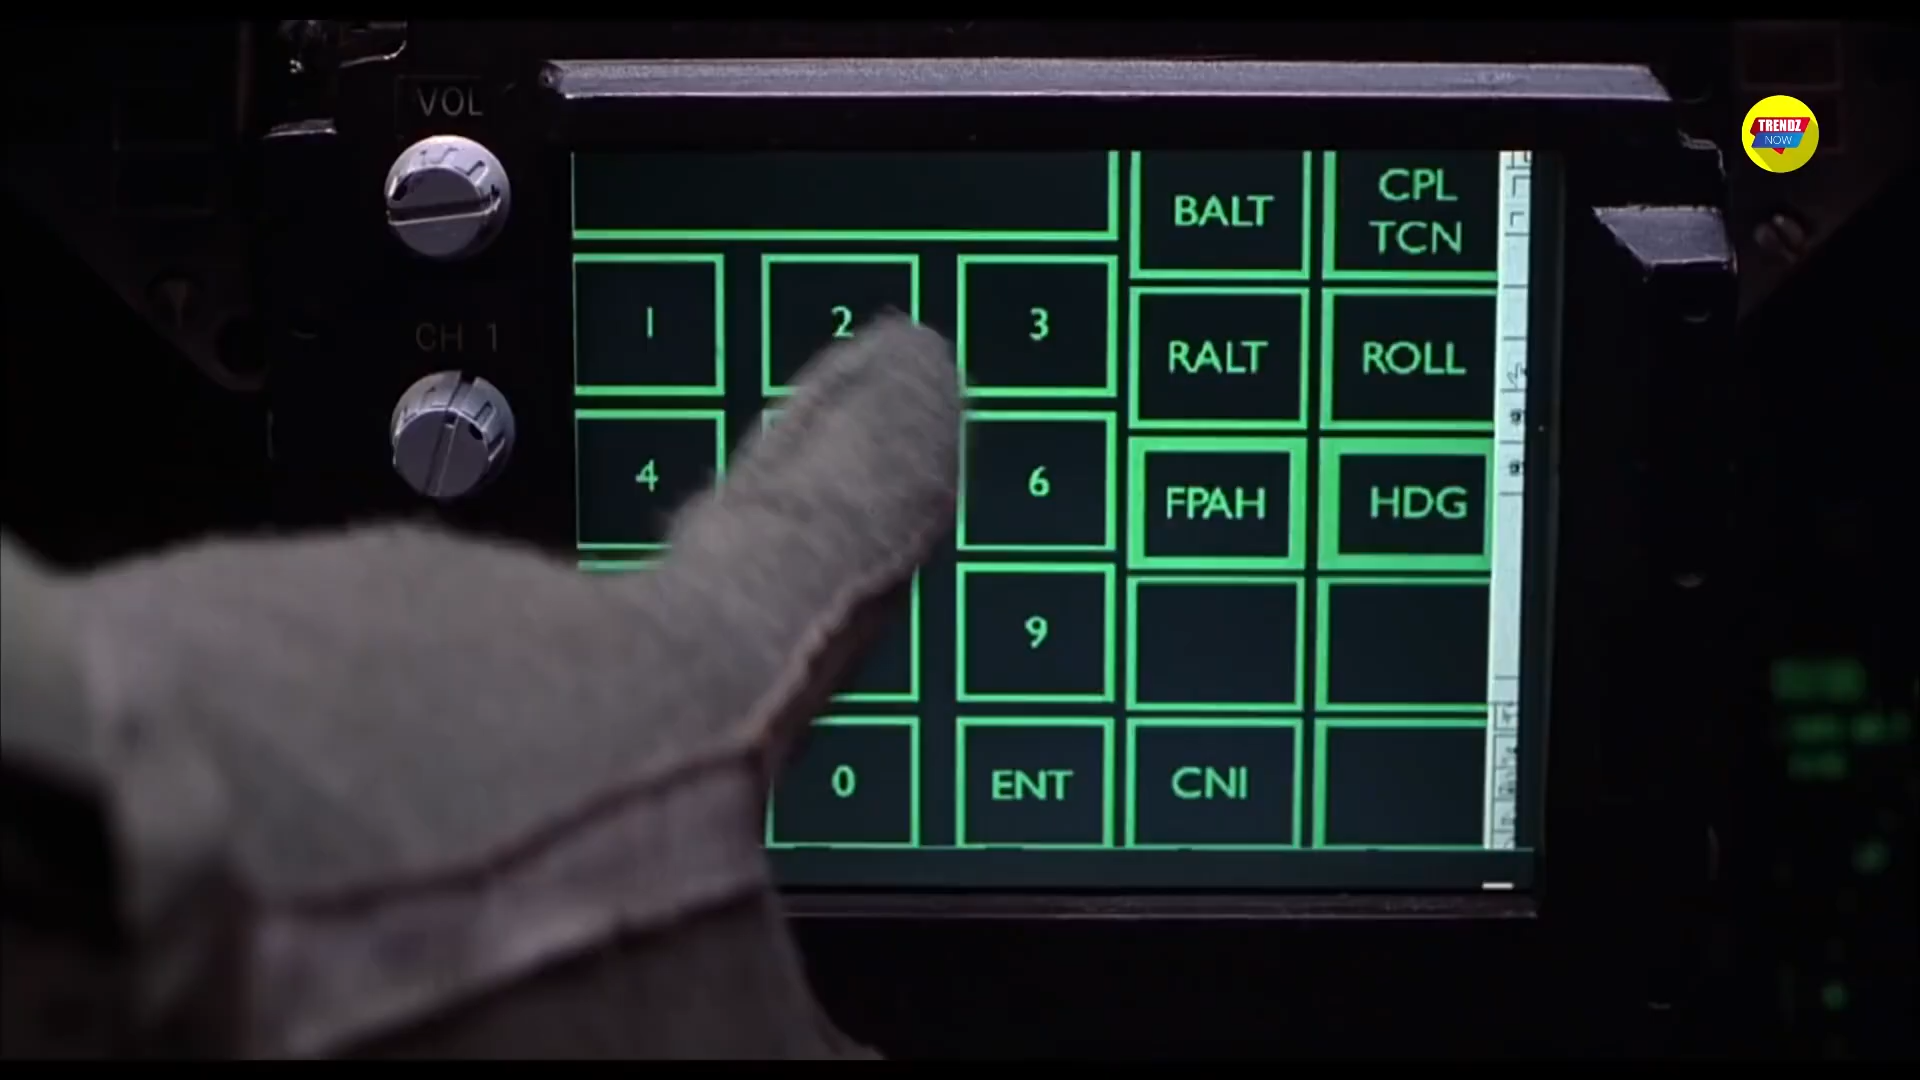 VOL
TRENDZ
NOW
BALT
CPL
TCN
CH 1
1
2
3
RALT
ROLL
4
6
FPAH
HDG
9
0
ENT
CNI